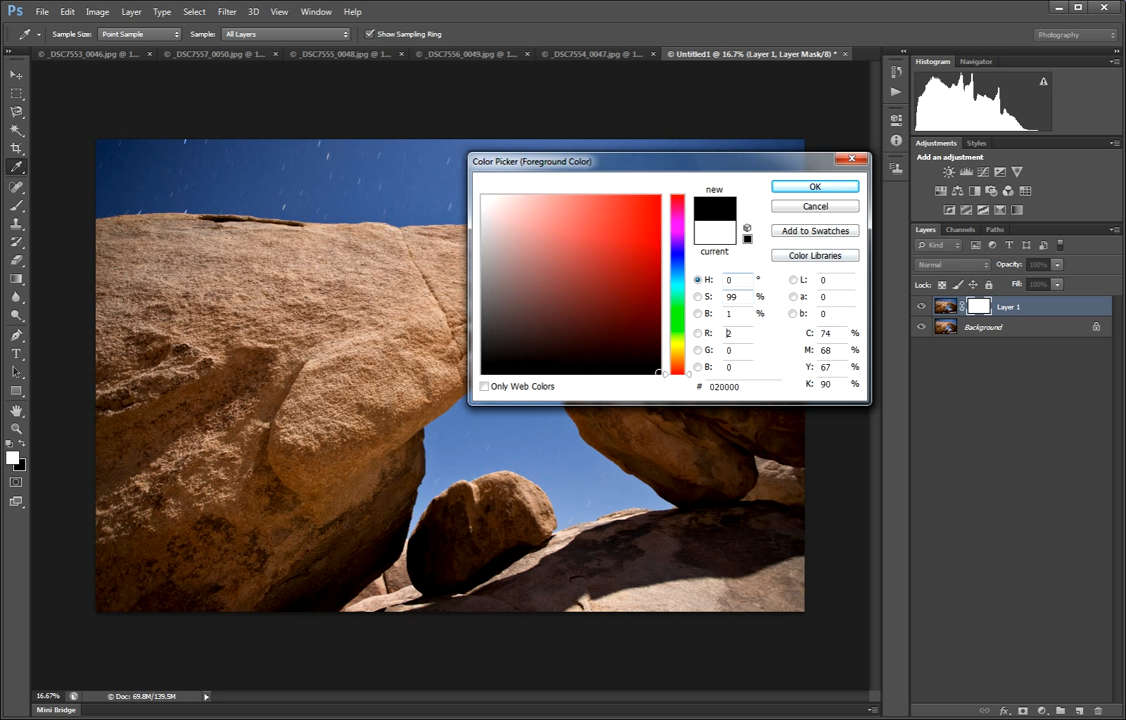 Ps File Edit Image Layer Type Select Filter 3D View Window Help
Sample Size: Point Sample Sample: All Layers Show Sampling Ring Photography
© _DSC7553_0046.jpg @ 1... × © _DSC7557_0050.jpg @ 1... × © _DSC7555_0048.jpg @ 1... × © _DSC7556_0049.jpg @ 1... × © _DSC7554_0047.jpg @ 1... × © Untitled1 @ 16.7% (Layer 1, Layer Mask/8) * ×
Histogram Navigator
Adjustments Styles
Add an adjustment
Color Picker (Foreground Color)
new
current
OK
Cancel
Add to Swatches
Color Libraries
H: 0 ° L: 0
S: 99 % a: 0
B: 1 % b: 0
R: 2 C: 74 %
G: 0 M: 68 %
B: 0 Y: 67 %
# 020000 K: 90 %
Only Web Colors
Layers Channels Paths
Kind
Normal Opacity: 100%
Lock: Fill: 100%
Layer 1
Background
16.67% © Doc: 69.8M/139.5M
Mini Bridge